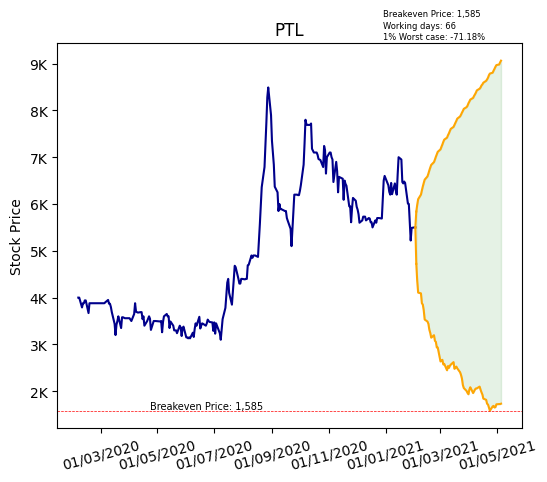 Breakeven Price: 1,585
Working days: 66
1% Worst case: -71.18%
PTL
Stock Price
9K
8K
7K
6K
5K
4K
3K
2K
Breakeven Price: 1,585
01/03/2020
01/05/2020
01/07/2020
01/09/2020
01/11/2020
01/01/2021
01/03/2021
01/05/2021